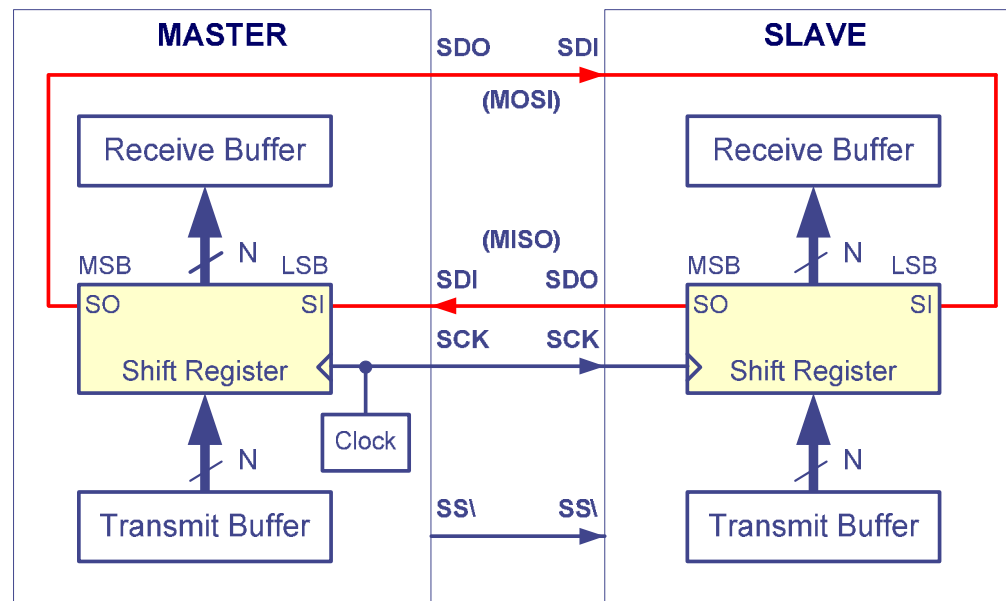 MASTER
SLAVE
SDO
SDI
(MOSI)
Receive Buffer
Receive Buffer
N
N
(MISO)
MSB
LSB
SDI
SDO
MSB
LSB
SO
SI
SO
SI
SCK
SCK
Shift Register
Shift Register
Clock
N
N
SS\
SS\
Transmit Buffer
Transmit Buffer